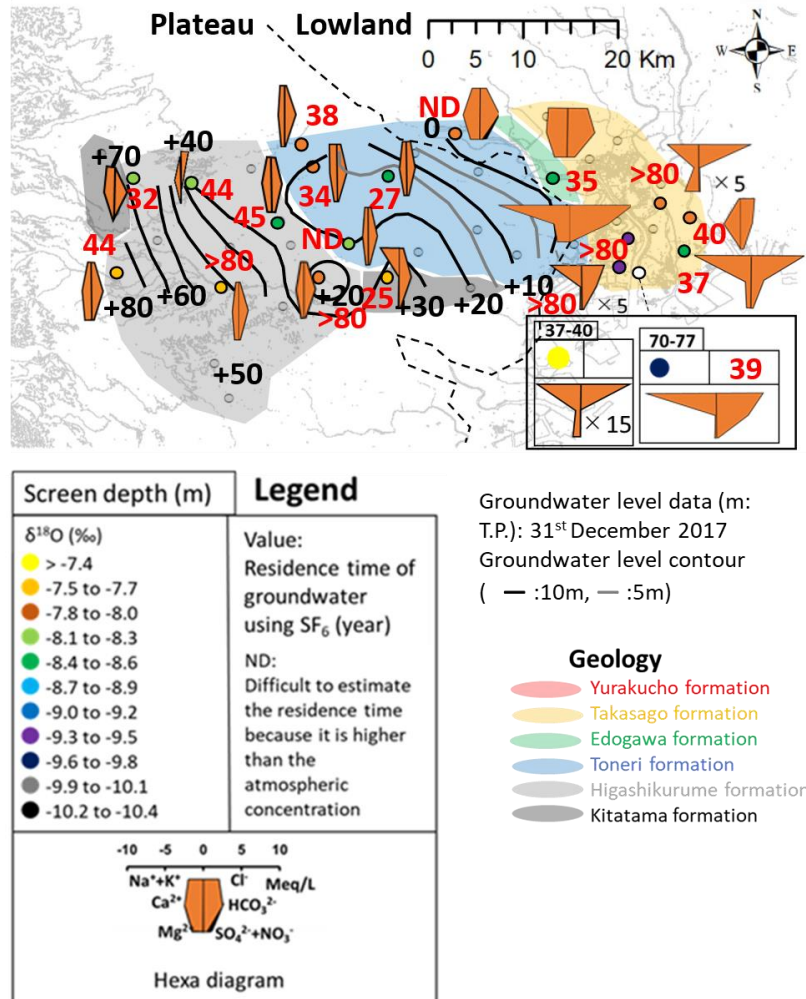 Plateau Lowland
0 5 10 20 Km
N
W E
S
38
ND
0
+70
+40
32
44
34
27
35
>80
× 5
45
ND
40
44
>80
>80
37
+80
+60
+20
25
+30
+20
+10
>80
>80
× 5
+50
37-40
70-77
39
× 15
Screen depth (m)
Legend
δ18O (‰)
> -7.4
-7.5 to -7.7
-7.8 to -8.0
-8.1 to -8.3
-8.4 to -8.6
-8.7 to -8.9
-9.0 to -9.2
-9.3 to -9.5
-9.6 to -9.8
-9.9 to -10.1
-10.2 to -10.4
Value:
Residence time of
groundwater
using SF6 (year)
ND:
Difficult to estimate
the residence time
because it is higher
than the
atmospheric
concentration
-10 -5 0 5 10
Na⁺+K⁺ Cl⁻ Meq/L
Ca²⁺ HCO₃²⁻
Mg² SO₄²⁻+NO₃⁻
Hexa diagram
Groundwater level data (m:
T.P.): 31st December 2017
Groundwater level contour
( — :10m, — :5m)
Geology
Yurakucho formation
Takasago formation
Edogawa formation
Toneri formation
Higashikurume formation
Kitatama formation